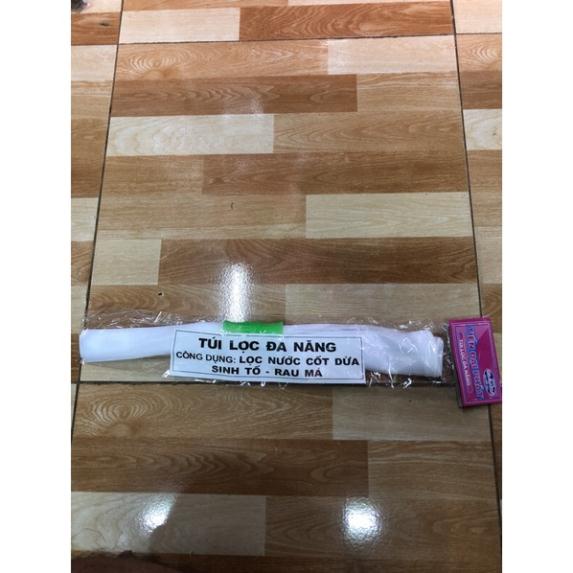 TÚI LỌC ĐA NĂNG
CÔNG DỤNG: LỌC NƯỚC CỐT DỪA
SINH TỐ - RAU MÁ